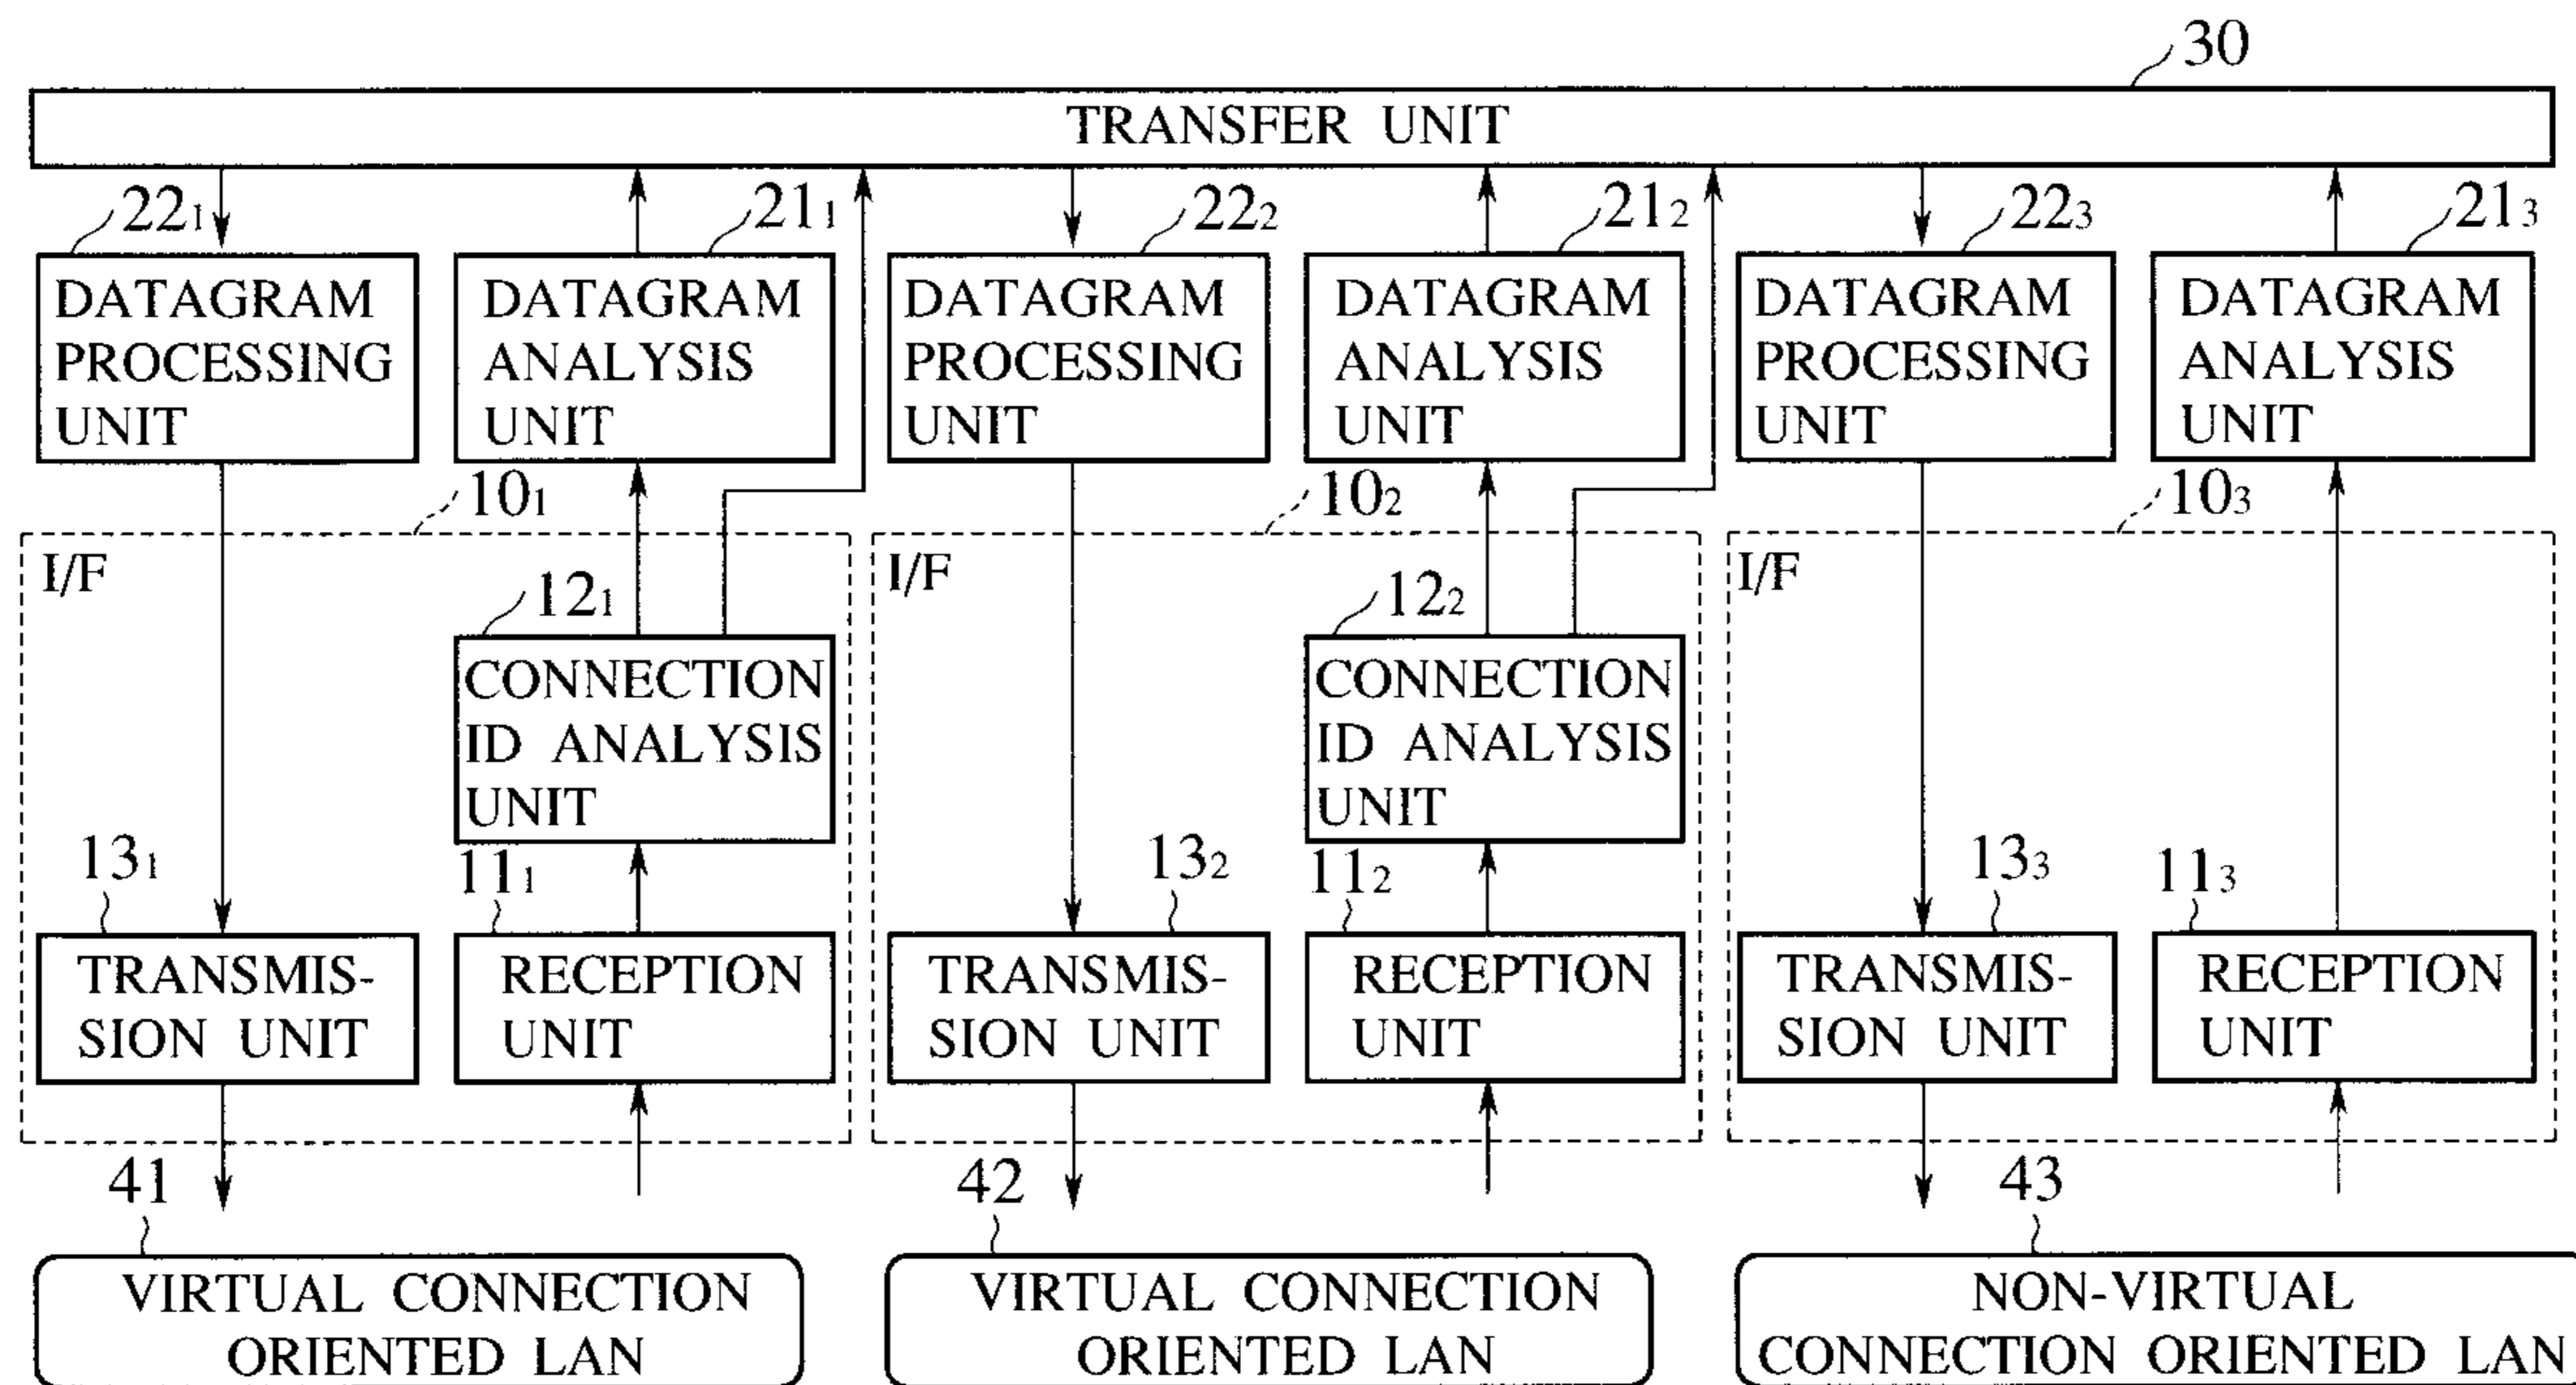 30
TRANSFER UNIT
22₁
21₁
22₂
21₂
22₃
21₃
DATAGRAM
PROCESSING
UNIT
DATAGRAM
ANALYSIS
UNIT
DATAGRAM
PROCESSING
UNIT
DATAGRAM
ANALYSIS
UNIT
DATAGRAM
PROCESSING
UNIT
DATAGRAM
ANALYSIS
UNIT
10₁
10₂
10₃
I/F
I/F
I/F
12₁
12₂
CONNECTION
ID ANALYSIS
UNIT
CONNECTION
ID ANALYSIS
UNIT
13₁
11₁
13₂
11₂
13₃
11₃
TRANSMIS-
SION UNIT
RECEPTION
UNIT
TRANSMIS-
SION UNIT
RECEPTION
UNIT
TRANSMIS-
SION UNIT
RECEPTION
UNIT
41
42
43
VIRTUAL CONNECTION
ORIENTED LAN
VIRTUAL CONNECTION
ORIENTED LAN
NON-VIRTUAL
CONNECTION ORIENTED LAN